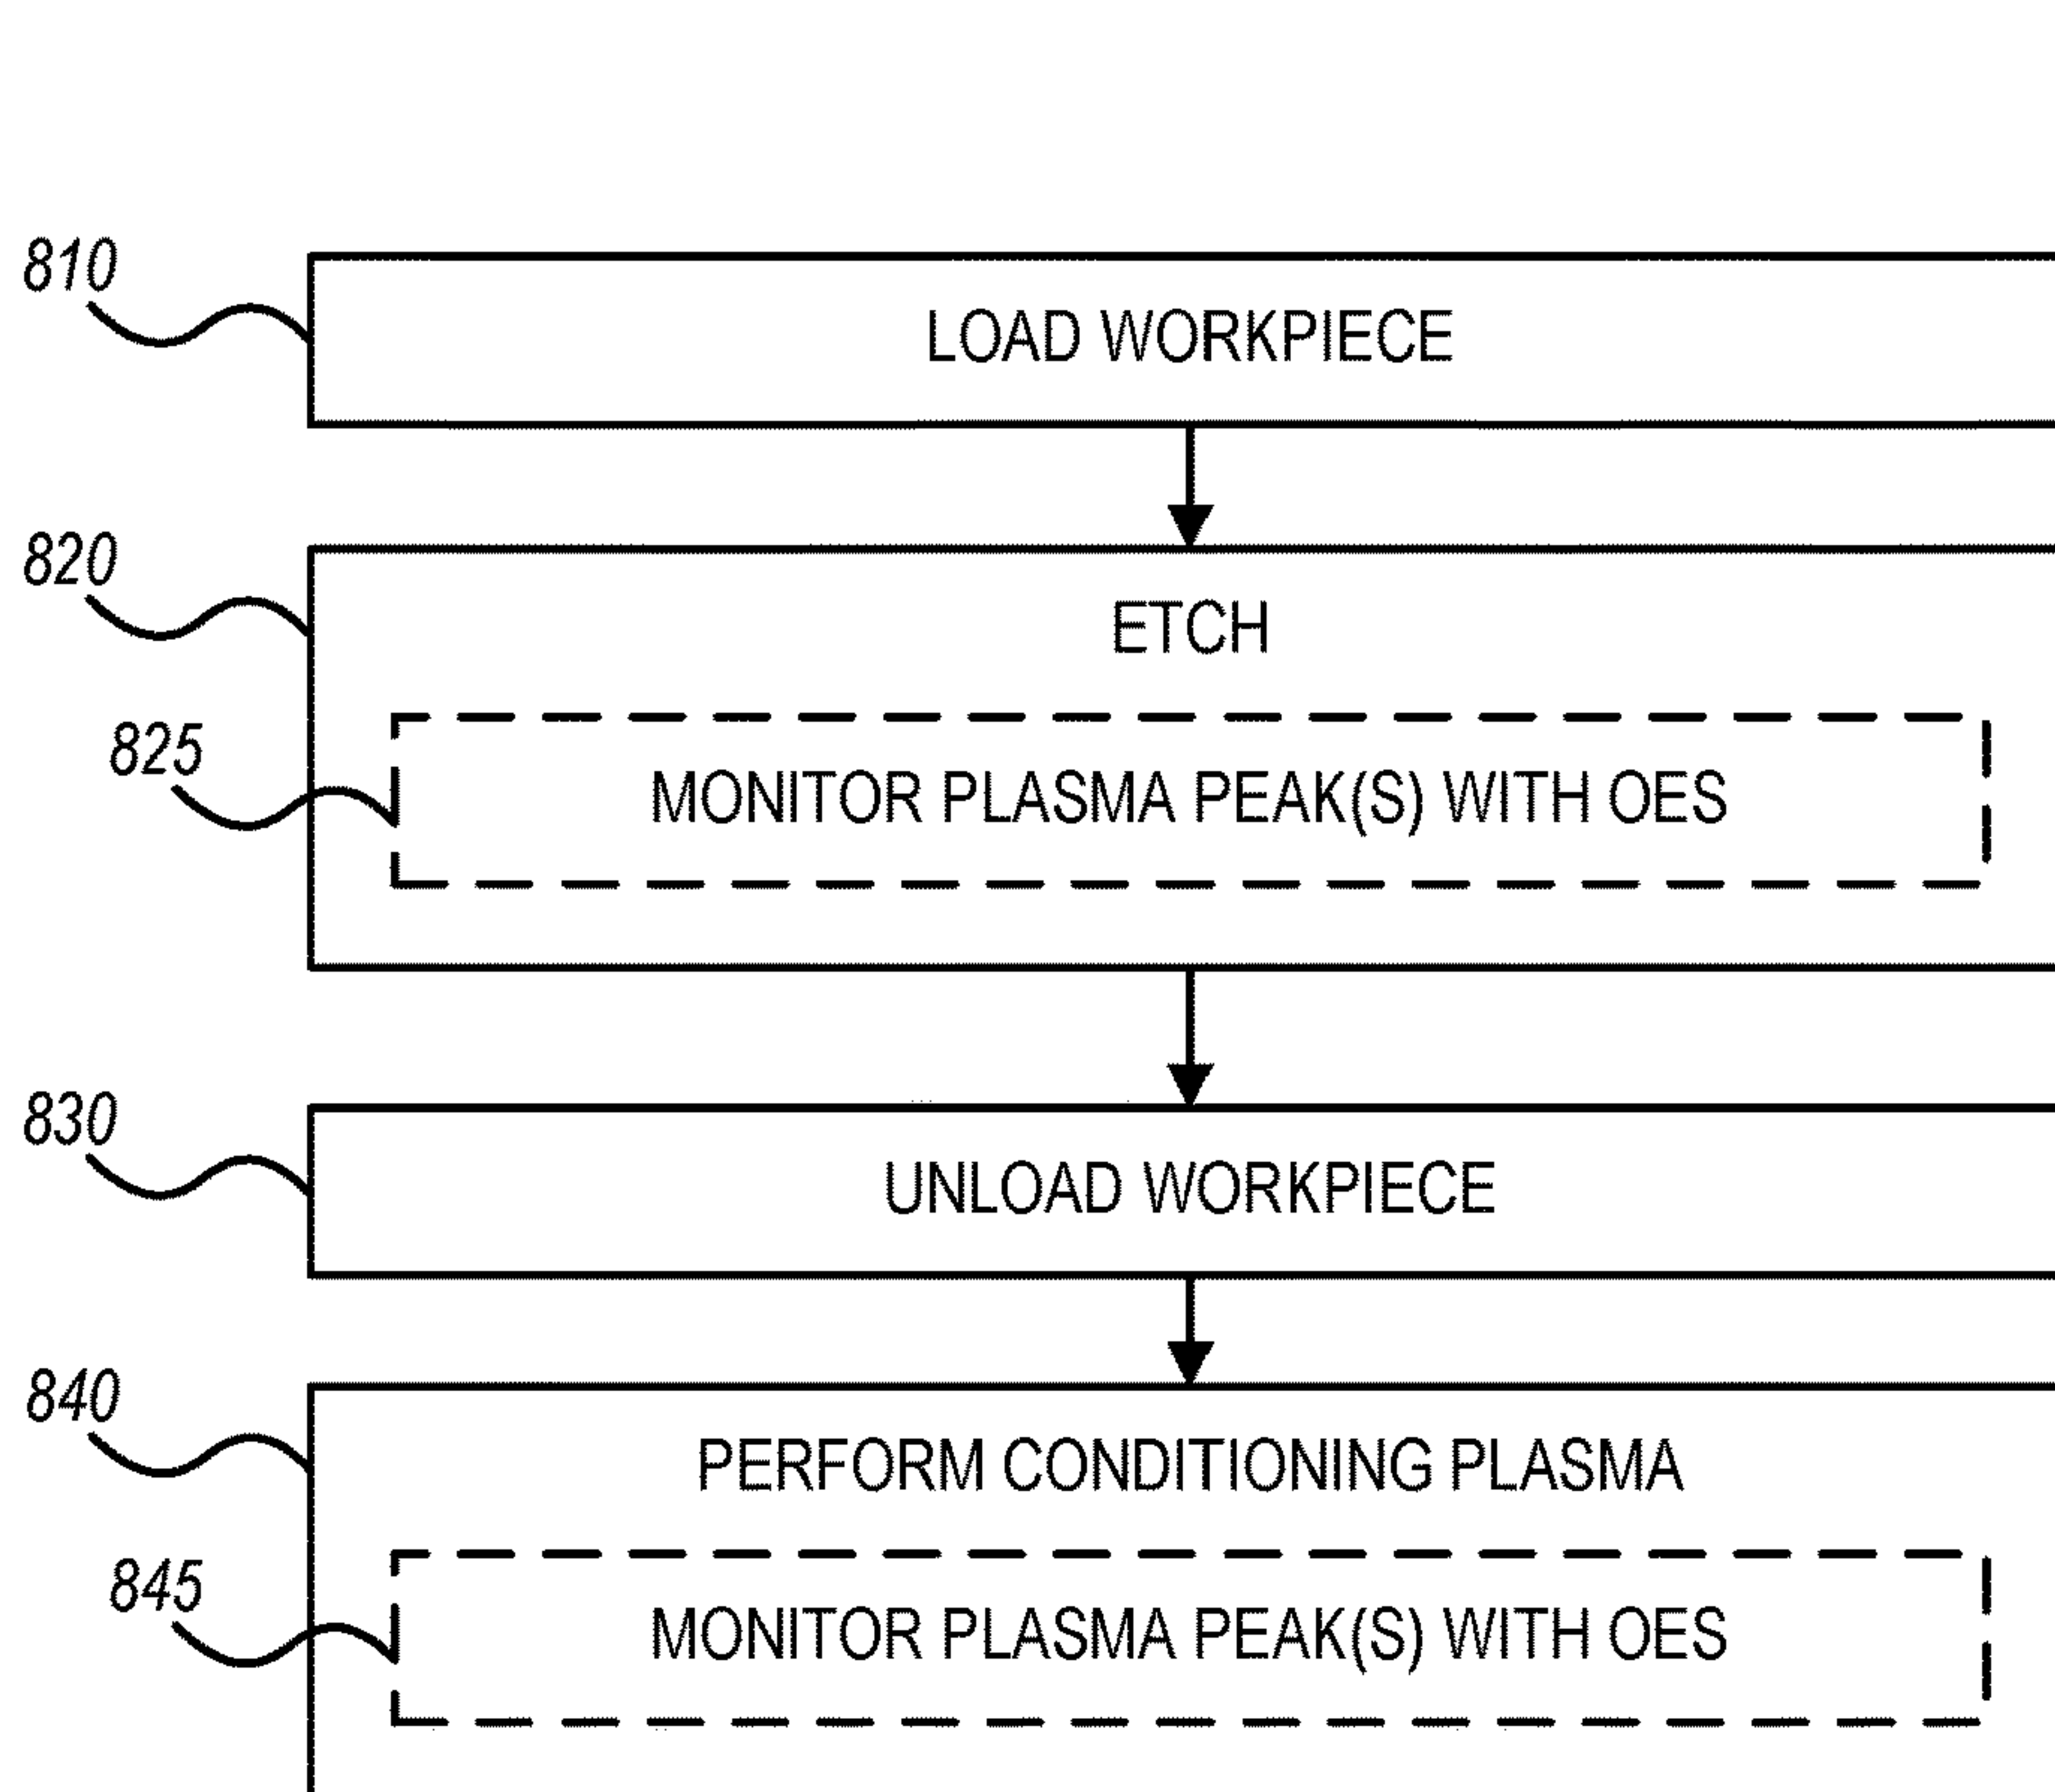 810
LOAD WORKPIECE
820
ETCH
825
MONITOR PLASMA PEAK(S) WITH OES
830
UNLOAD WORKPIECE
840
PERFORM CONDITIONING PLASMA
845
MONITOR PLASMA PEAK(S) WITH OES